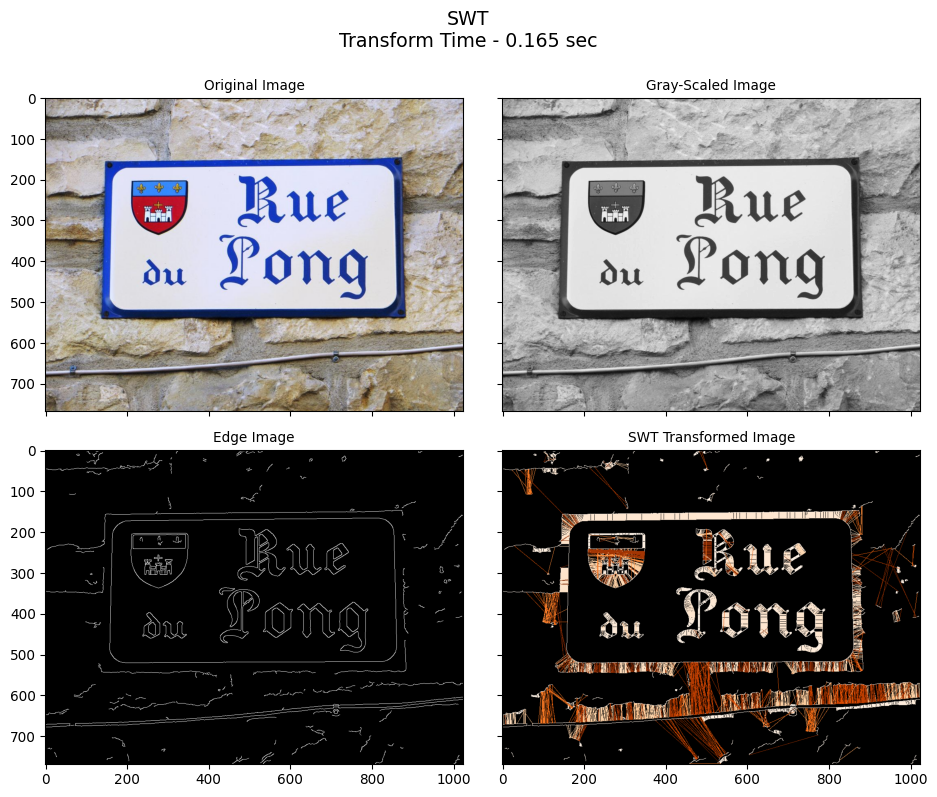 SWT
Transform Time - 0.165 sec
Original Image
Gray-Scaled Image
0
100
200
300
400
500
600
700
Rue
du Pong
Rue
du Pong
Edge Image
SWT Transformed Image
0
100
200
300
400
500
600
700
Rue
du Pong
Rue
du Pong
0 200 400 600 800 1000
0 200 400 600 800 1000